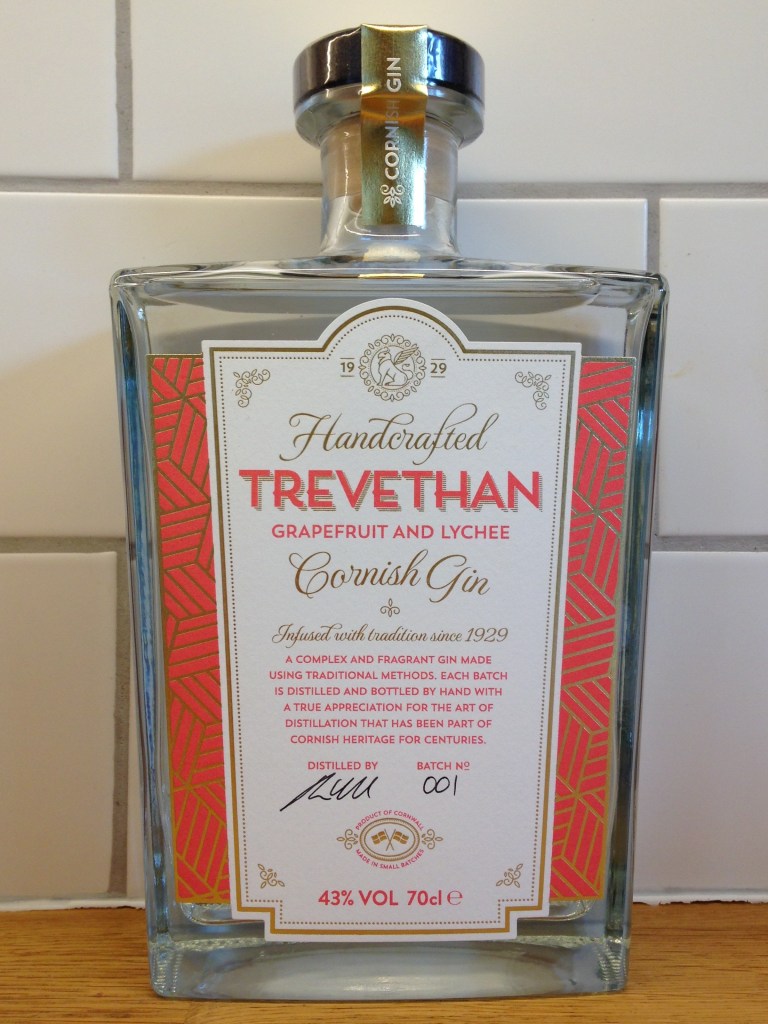 CORNISH GIN
19 29
Handcrafted
TREVETHAN
GRAPEFRUIT AND LYCHEE
Cornish Gin
Infused with tradition since 1929
A COMPLEX AND FRAGRANT GIN MADE
USING TRADITIONAL METHODS. EACH BATCH
IS DISTILLED AND BOTTLED BY HAND WITH
A TRUE APPRECIATION FOR THE ART OF
DISTILLATION THAT HAS BEEN PART OF
CORNISH HERITAGE FOR CENTURIES.
DISTILLED BY BATCH Nº
001
PRODUCT OF CORNWALL
MADE IN SMALL BATCHES
43% VOL 70cl ℮